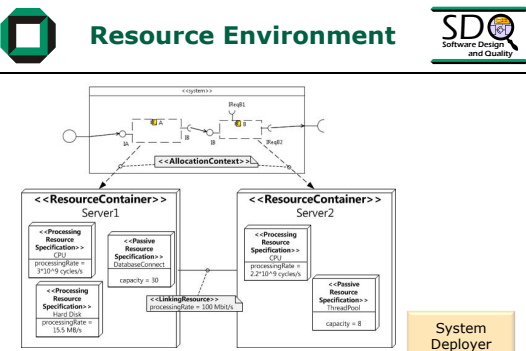 Resource Environment
SDQ
Software Design
and Quality
<<system>>
IReqB1
A
B
IA
IB
IB
IReqB2
<<AllocationContext>>
<<ResourceContainer>>
Server1
<<Processing
Resource
Specification>>
CPU
processingRate =
3*10^9 cycles/s
<<Passive
Resource
Specification>>
DatabaseConnect
capacity = 30
<<Processing
Resource
Specification>>
Hard Disk
processingRate =
15.5 MB/s
<<LinkingResource>>
processingRate = 100 Mbit/s
<<ResourceContainer>>
Server2
<<Processing
Resource
Specification>>
CPU
processingRate =
2.2*10^9 cycles/s
<<Passive
Resource
Specification>>
ThreadPool
capacity = 8
System
Deployer